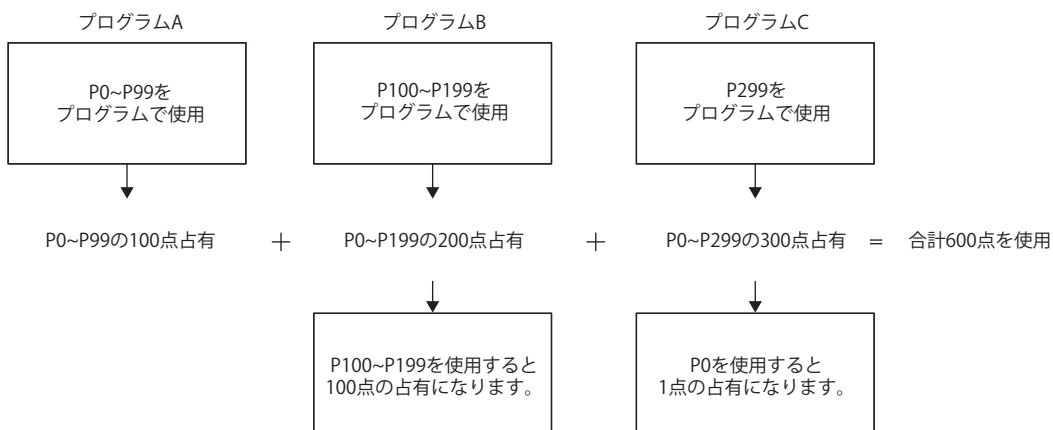 プログラムA
プログラムB
プログラムC
P0~P99を
プログラムで使用
P100~P199を
プログラムで使用
P299を
プログラムで使用
P0~P99の100点占有 + P0~P199の200点占有 + P0~P299の300点占有 = 合計600点を使用
P100~P199を使用すると
100点の占有になります。
P0を使用すると
1点の占有になります。